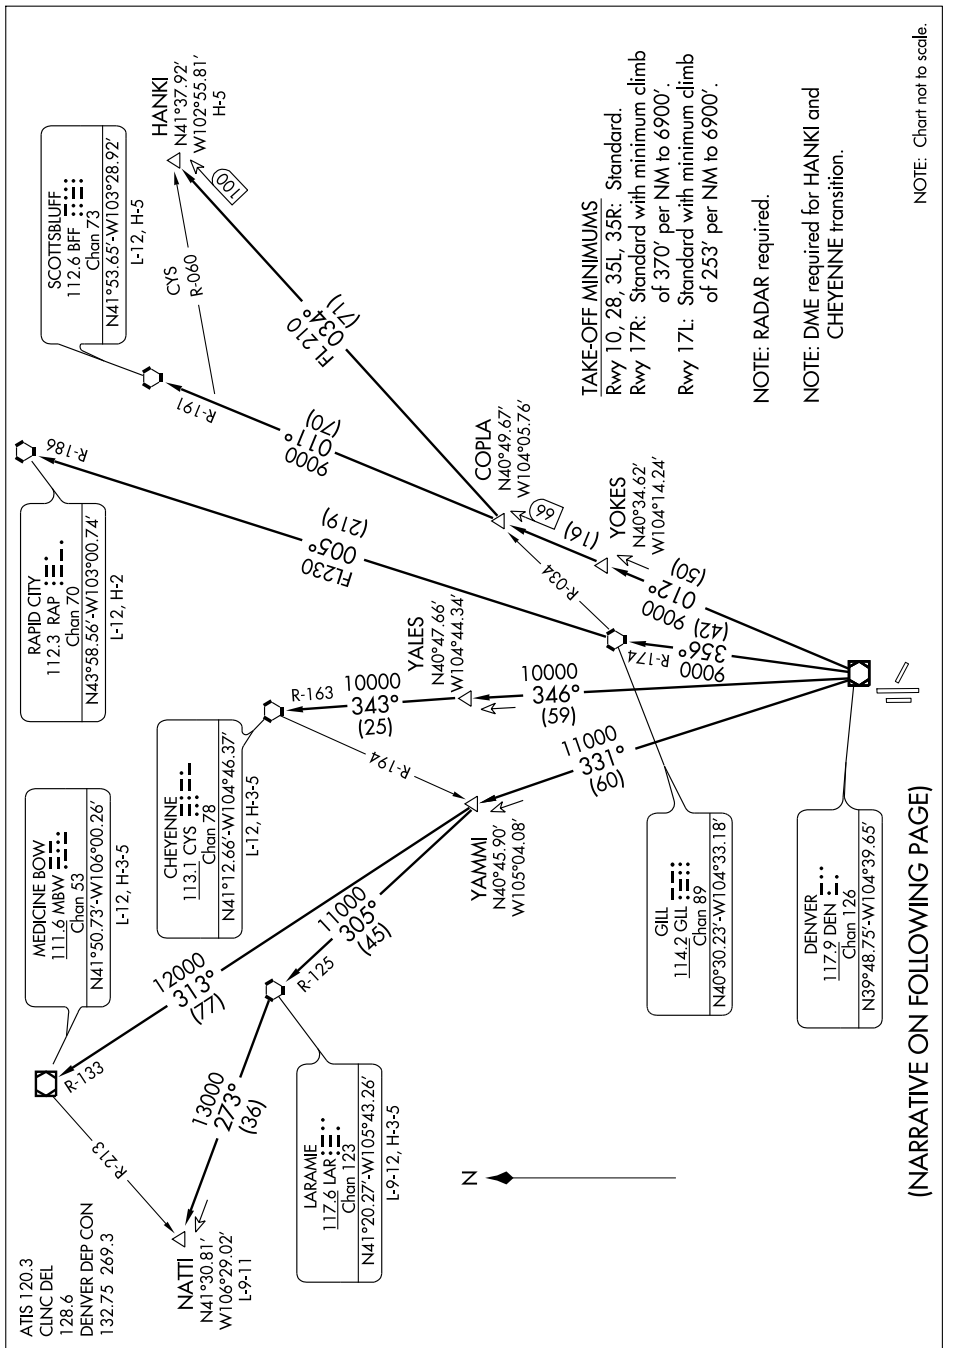 ATIS 120.3
CLNC DEL
128.6
DENVER DEP CON
132.75 269.3
RAPID CITY
112.3 RAP
Chan 70
N43°58.56'-W103°00.74'
L-12, H-2
R-186
SCOTTSBLUFF
112.6 BFF
Chan 73
N41°53.65'-W103°28.92'
L-12, H-5
R-191
HANKI
N41°37.92'
W102°55.81'
H-5
100
CYS
R-060
FL210
034°
(71)
9000
011°
(70)
FL230
005°
(219)
MEDICINE BOW
111.6 MBW
Chan 53
N41°50.73'-W106°00.26'
L-12, H-3-5
R-133
R-213
NATTI
N41°30.81'
W106°29.02'
L-9-11
13000
273°
(36)
12000
313°
(77)
LARAMIE
117.6 LAR
Chan 123
N41°20.27'-W105°43.26'
L-9-12, H-3-5
R-125
11000
305°
(45)
CHEYENNE
113.1 CYS
Chan 78
N41°12.66'-W104°46.37'
L-12, H-3-5
R-163
R-194
10000
343°
(25)
YALES
N40°47.66'
W104°44.34'
YAMMI
N40°45.90'
W105°04.08'
COPLA
N40°49.67'
W104°05.76'
66
R-034
(16)
YOKES
N40°34.62'
W104°14.24'
10000
346°
(59)
11000
331°
(60)
R-174
9000
356°
(42)
9000
012°
(50)
GILL
114.2 GLL
Chan 89
N40°30.23'-W104°33.18'
DENVER
117.9 DEN
Chan 126
N39°48.75'-W104°39.65'
N
TAKE-OFF MINIMUMS
Rwy 10, 28, 35L, 35R: Standard.
Rwy 17R: Standard with minimum climb
of 370' per NM to 6900'.
Rwy 17L: Standard with minimum climb
of 253' per NM to 6900'.
NOTE: RADAR required.
NOTE: DME required for HANKI and
CHEYENNE transition.
NOTE: Chart not to scale.
(NARRATIVE ON FOLLOWING PAGE)